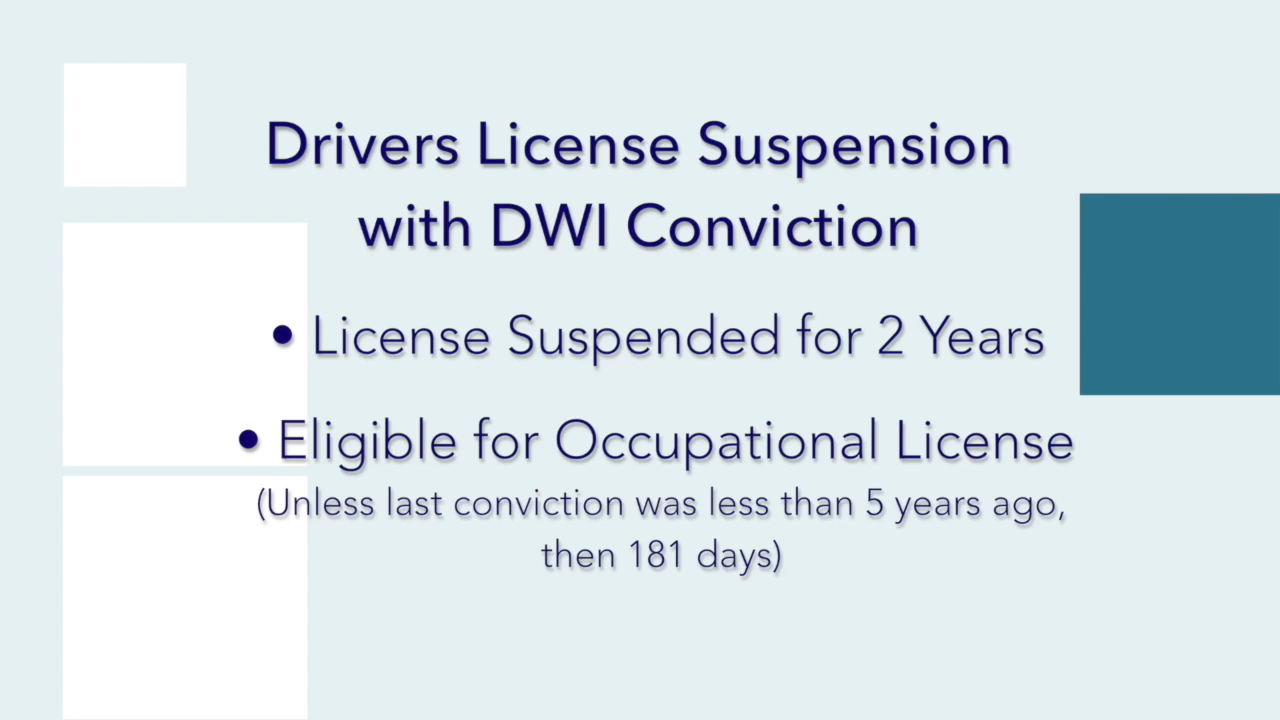 Drivers License Suspension
with DWI Conviction
• License Suspended for 2 Years
• Eligible for Occupational License
(Unless last conviction was less than 5 years ago,
then 181 days)